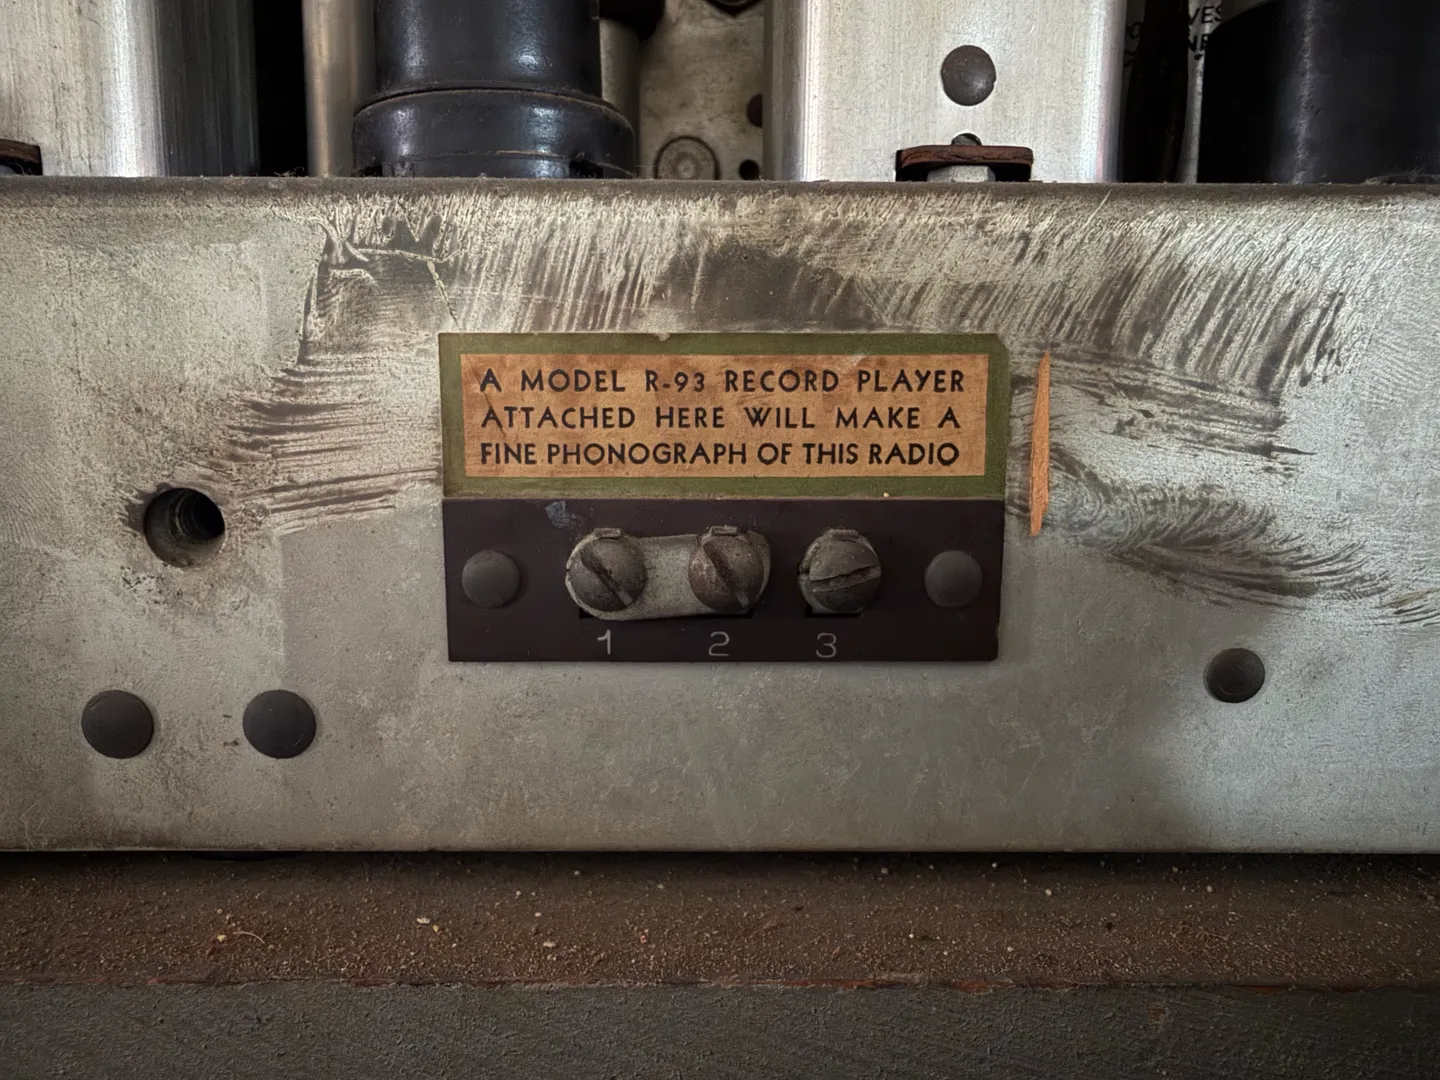 A MODEL R-93 RECORD PLAYER
ATTACHED HERE WILL MAKE A
FINE PHONOGRAPH OF THIS RADIO
1 2 3